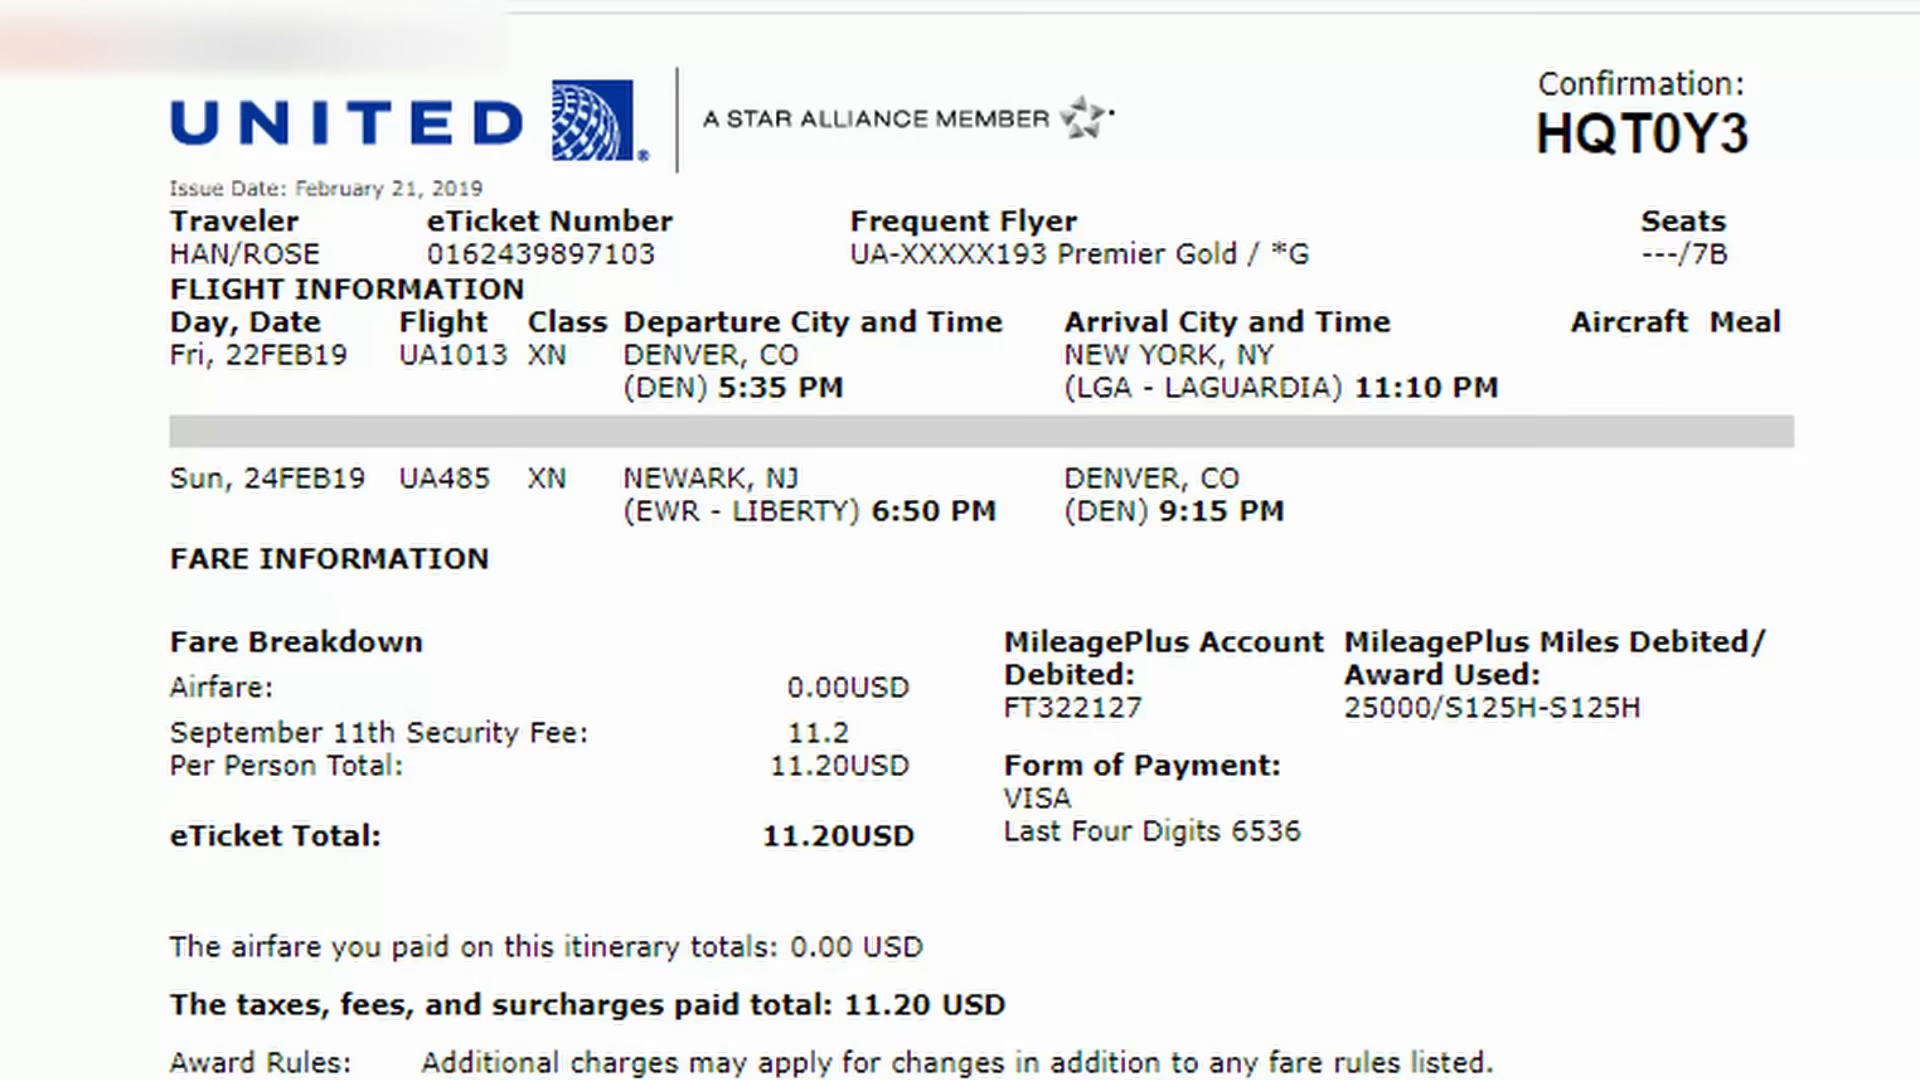 UNITED
A STAR ALLIANCE MEMBER
Confirmation:
HQT0Y3
Issue Date: February 21, 2019
Traveler eTicket Number Frequent Flyer Seats
HAN/ROSE 0162439897103 UA-XXXXX193 Premier Gold / *G ---/7B
FLIGHT INFORMATION
Day, Date Flight Class Departure City and Time Arrival City and Time Aircraft Meal
Fri, 22FEB19 UA1013 XN DENVER, CO NEW YORK, NY
(DEN) 5:35 PM (LGA - LAGUARDIA) 11:10 PM
Sun, 24FEB19 UA485 XN NEWARK, NJ DENVER, CO
(EWR - LIBERTY) 6:50 PM (DEN) 9:15 PM
FARE INFORMATION
Fare Breakdown
Airfare: 0.00USD
September 11th Security Fee: 11.2
Per Person Total: 11.20USD
eTicket Total: 11.20USD
MileagePlus Account
Debited:
FT322127
MileagePlus Miles Debited/
Award Used:
25000/S125H-S125H
Form of Payment:
VISA
Last Four Digits 6536
The airfare you paid on this itinerary totals: 0.00 USD
The taxes, fees, and surcharges paid total: 11.20 USD
Award Rules: Additional charges may apply for changes in addition to any fare rules listed.